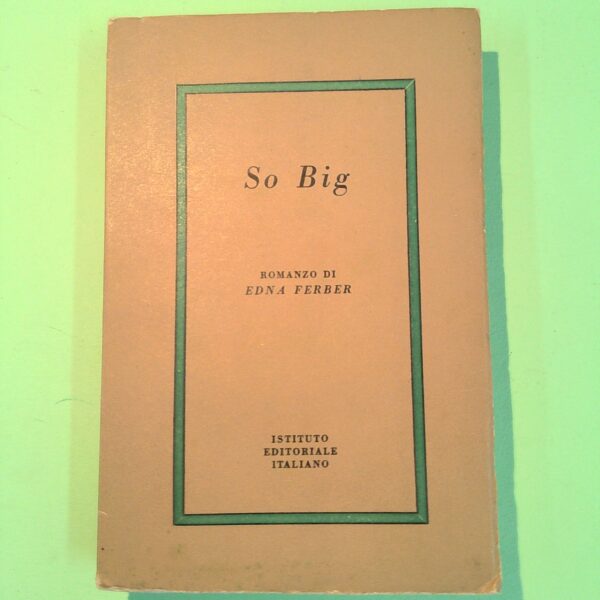 So Big
ROMANZO DI
EDNA FERBER
ISTITUTO
EDITORIALE
ITALIANO